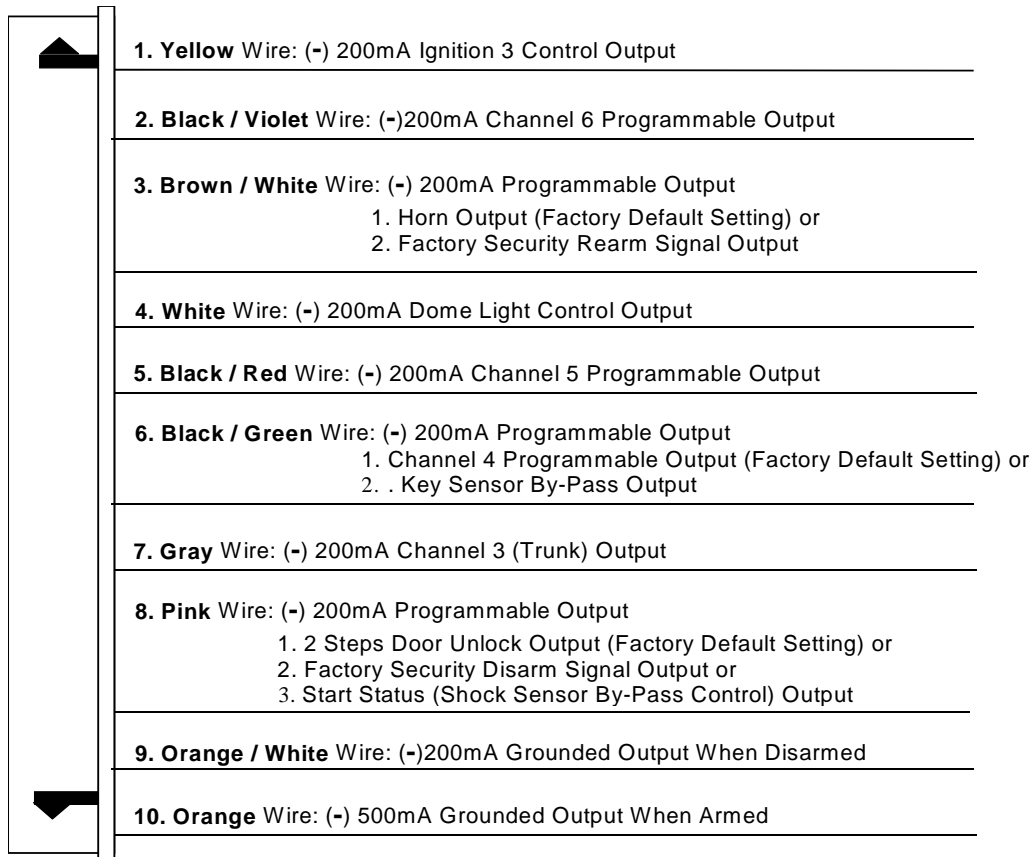 1. Yellow Wire: (-) 200mA Ignition 3 Control Output
2. Black / Violet Wire: (-)200mA Channel 6 Programmable Output
3. Brown / White Wire: (-) 200mA Programmable Output
1. Horn Output (Factory Default Setting) or
2. Factory Security Rearm Signal Output
4. White Wire: (-) 200mA Dome Light Control Output
5. Black / Red Wire: (-) 200mA Channel 5 Programmable Output
6. Black / Green Wire: (-) 200mA Programmable Output
1. Channel 4 Programmable Output (Factory Default Setting) or
2. . Key Sensor By-Pass Output
7. Gray Wire: (-) 200mA Channel 3 (Trunk) Output
8. Pink Wire: (-) 200mA Programmable Output
1. 2 Steps Door Unlock Output (Factory Default Setting) or
2. Factory Security Disarm Signal Output or
3. Start Status (Shock Sensor By-Pass Control) Output
9. Orange / White Wire: (-)200mA Grounded Output When Disarmed
10. Orange Wire: (-) 500mA Grounded Output When Armed